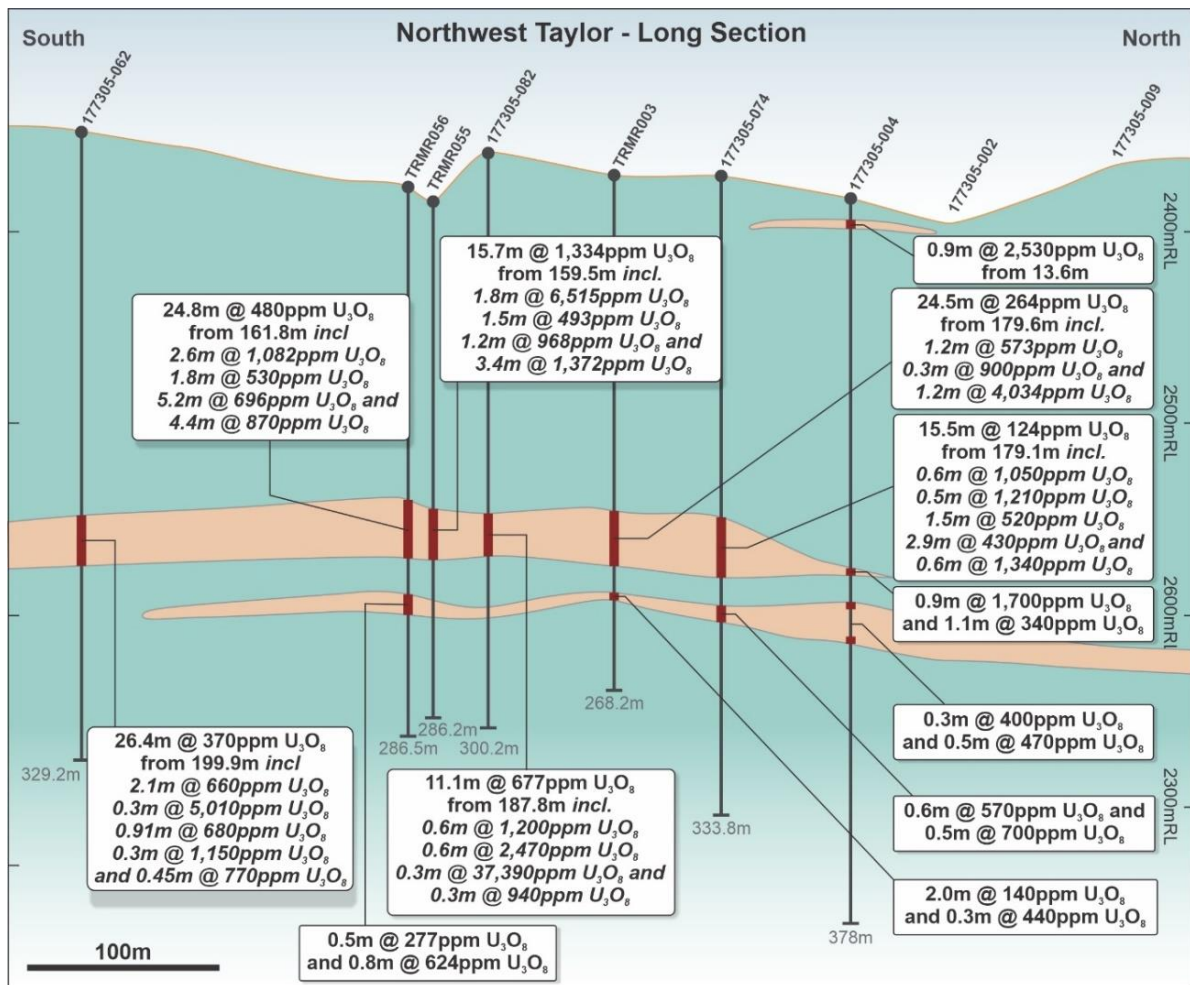 South
Northwest Taylor - Long Section
North
177305-062
TRMR056
TRMR055
177305-082
TRMR003
177305-074
177305-004
177305-002
177305-009
2400mRL
2500mRL
2600mRL
2300mRL
0.9m @ 2,530ppm U₃O₈
from 13.6m
15.7m @ 1,334ppm U₃O₈
from 159.5m incl.
1.8m @ 6,515ppm U₃O₈
1.5m @ 493ppm U₃O₈
1.2m @ 968ppm U₃O₈ and
3.4m @ 1,372ppm U₃O₈
24.8m @ 480ppm U₃O₈
from 161.8m incl
2.6m @ 1,082ppm U₃O₈
1.8m @ 530ppm U₃O₈
5.2m @ 696ppm U₃O₈ and
4.4m @ 870ppm U₃O₈
24.5m @ 264ppm U₃O₈
from 179.6m incl.
1.2m @ 573ppm U₃O₈
0.3m @ 900ppm U₃O₈ and
1.2m @ 4,034ppm U₃O₈
15.5m @ 124ppm U₃O₈
from 179.1m incl.
0.6m @ 1,050ppm U₃O₈
0.5m @ 1,210ppm U₃O₈
1.5m @ 520ppm U₃O₈
2.9m @ 430ppm U₃O₈ and
0.6m @ 1,340ppm U₃O₈
0.9m @ 1,700ppm U₃O₈
and 1.1m @ 340ppm U₃O₈
0.3m @ 400ppm U₃O₈
and 0.5m @ 470ppm U₃O₈
0.6m @ 570ppm U₃O₈ and
0.5m @ 700ppm U₃O₈
2.0m @ 140ppm U₃O₈
and 0.3m @ 440ppm U₃O₈
329.2m
286.5m
286.2m
300.2m
268.2m
333.8m
378m
26.4m @ 370ppm U₃O₈
from 199.9m incl
2.1m @ 660ppm U₃O₈
0.3m @ 5,010ppm U₃O₈
0.91m @ 680ppm U₃O₈
0.3m @ 1,150ppm U₃O₈
and 0.45m @ 770ppm U₃O₈
11.1m @ 677ppm U₃O₈
from 187.8m incl.
0.6m @ 1,200ppm U₃O₈
0.6m @ 2,470ppm U₃O₈
0.3m @ 37,390ppm U₃O₈ and
0.3m @ 940ppm U₃O₈
0.5m @ 277ppm U₃O₈
and 0.8m @ 624ppm U₃O₈
100m